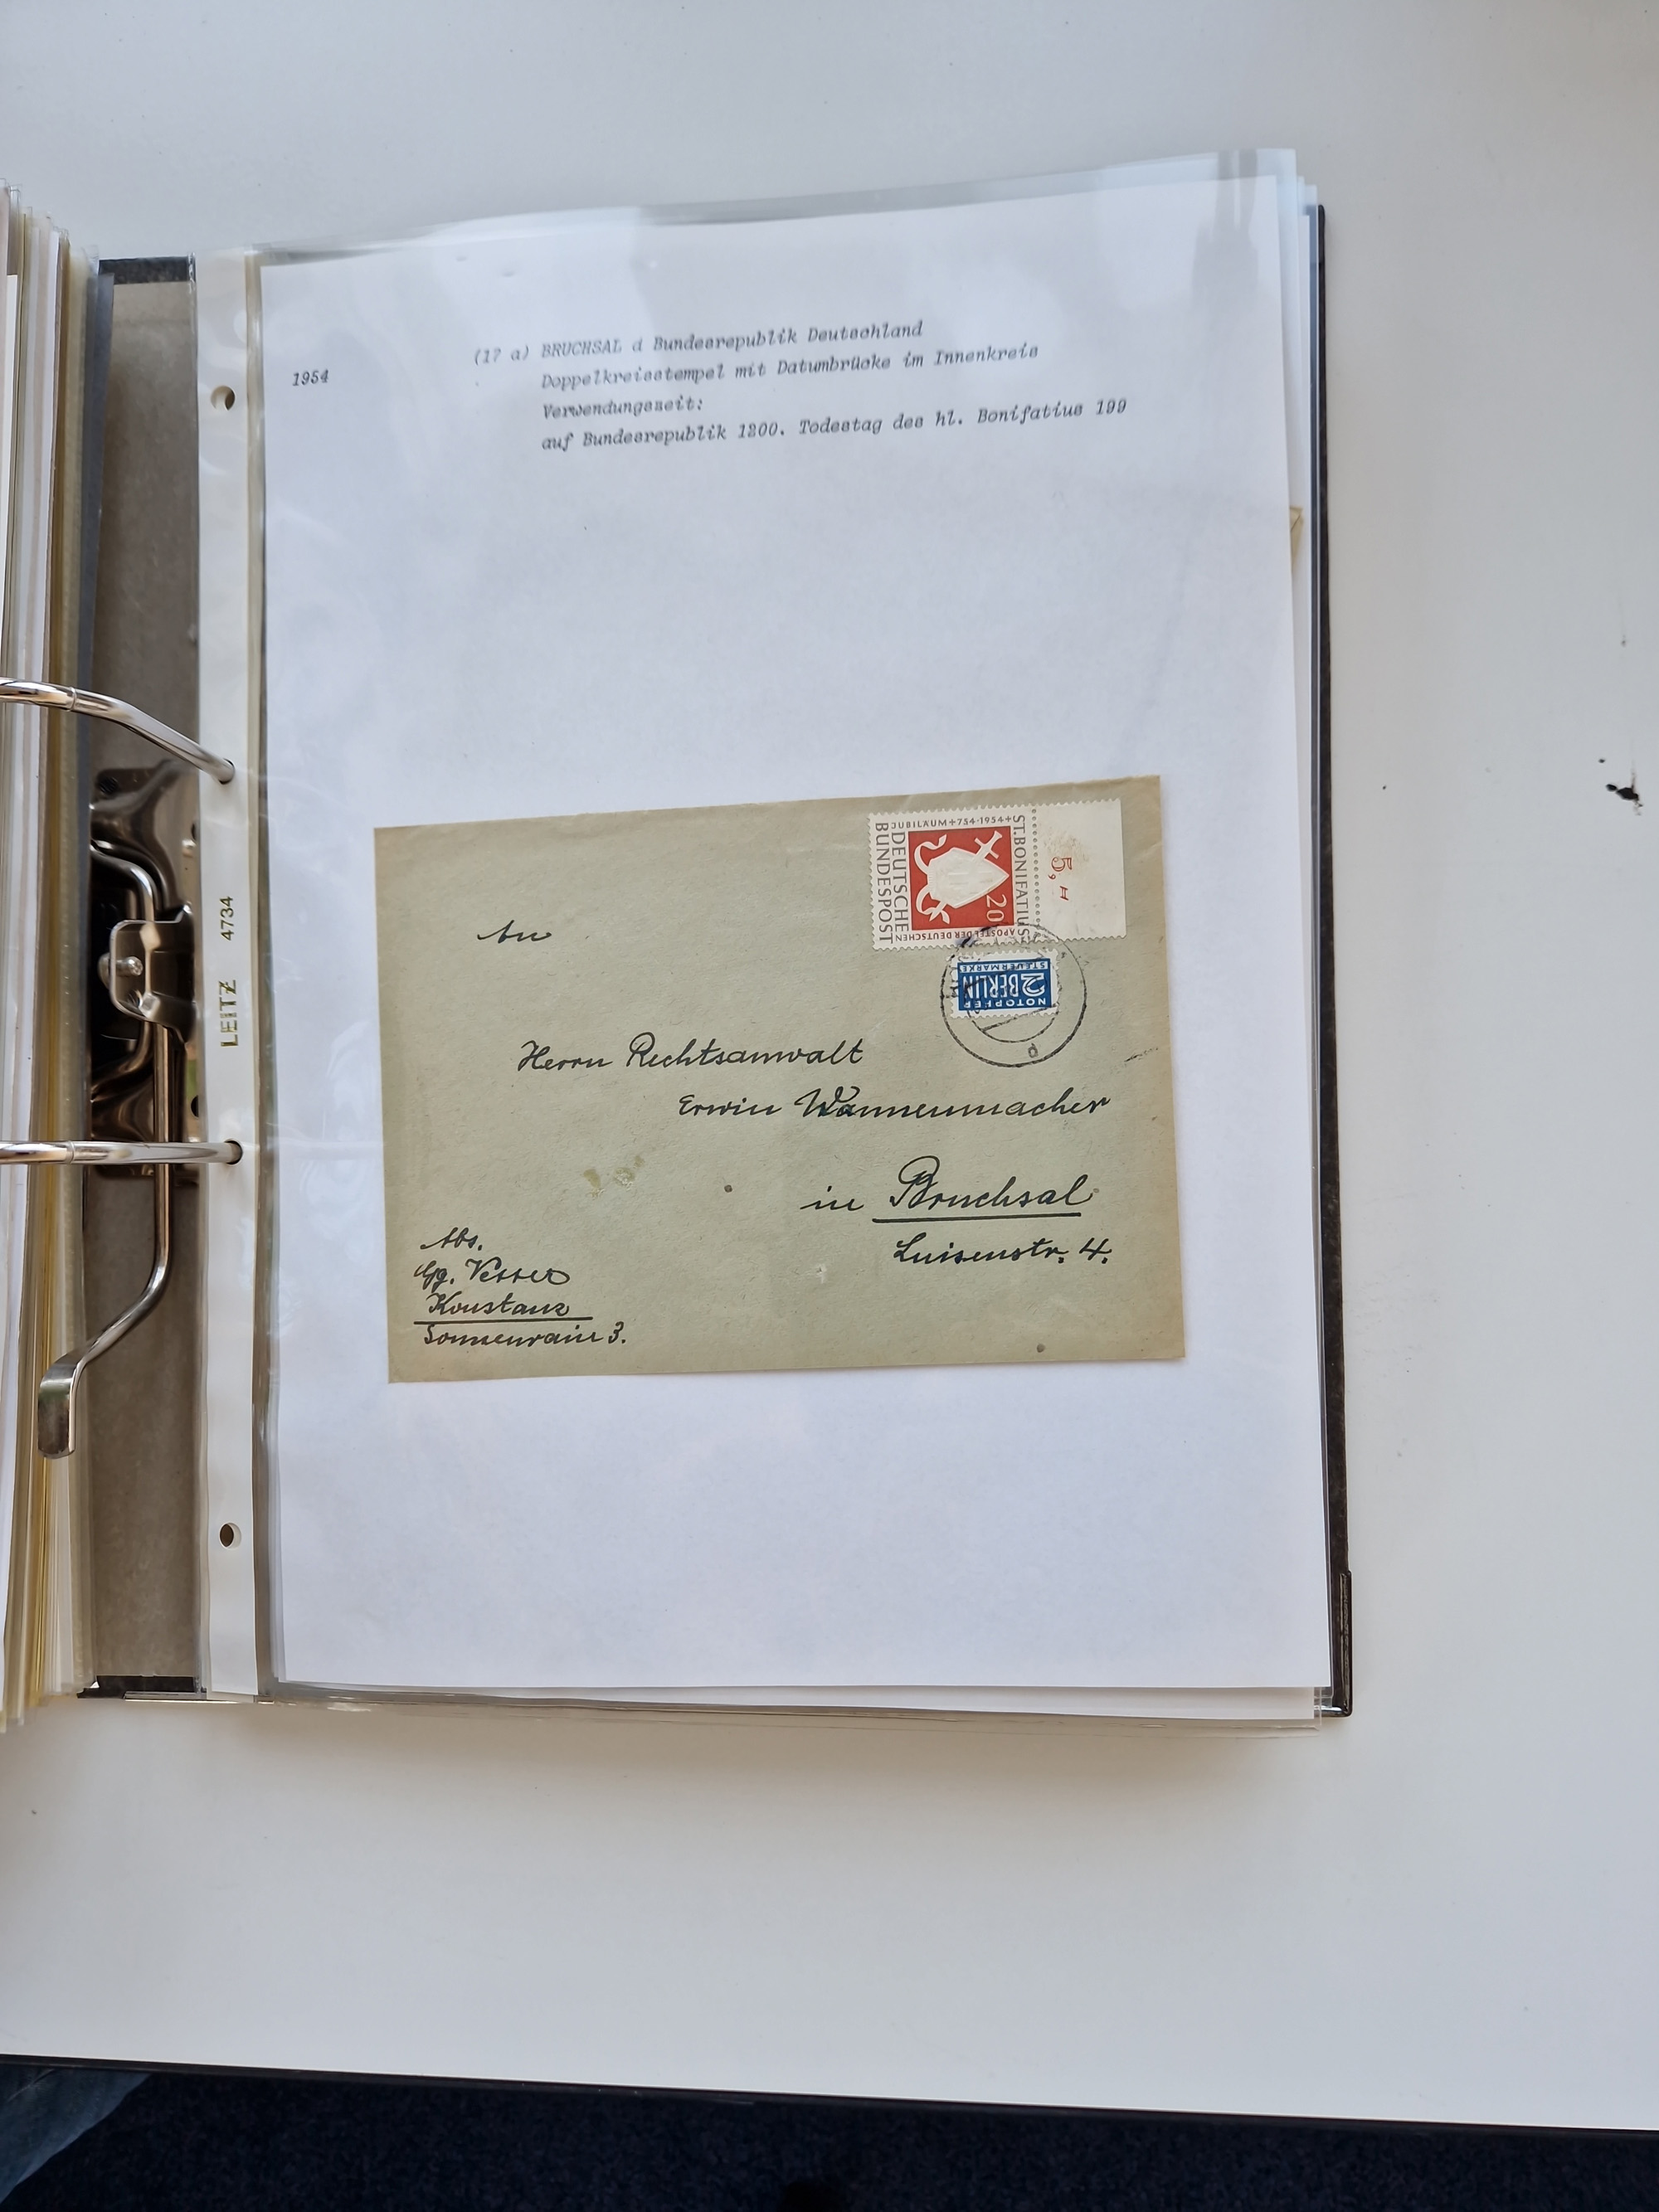 1954
(17 a) BRUCHSAL d Bundesrepublik Deutschland
Doppelkreisstempel mit Datumbrücke im Innenkreis
Verwendungszeit:
auf Bundesrepublik 1200. Todestag des hl. Bonifatius 199
LEITZ 4734
JUBILÄUM+754·1954+
ST.BONIFATIUS
APOSTEL DER DEUTSCHEN
DEUTSCHE
BUNDESPOST
20
NOTOPFER
2 BERLIN
STEUERMARKE
d
An
Herrn Rechtsanwalt
Erwin Wannenmacher
in Bruchsal
Luisenstr. 4.
Abs.
Gg. Vetter
Konstanz
Sonnenrain 3.